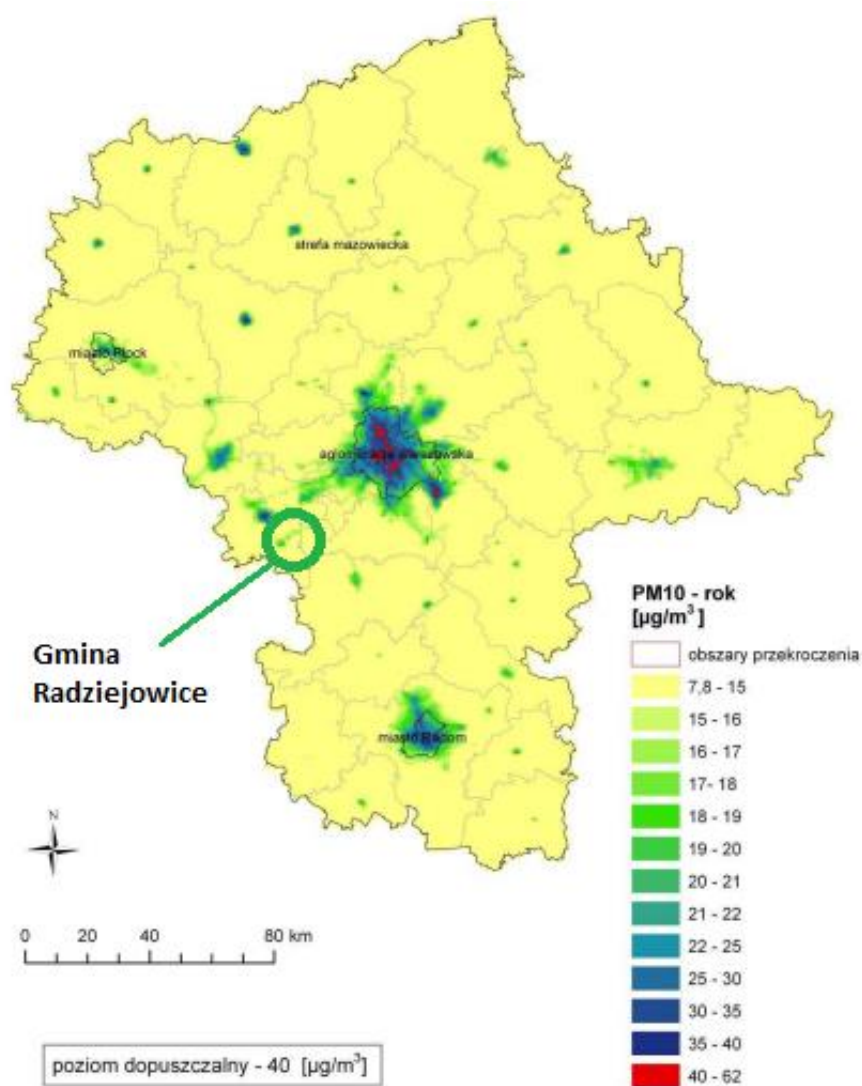 strefa mazowiecka
miasto Płock
aglomeracja warszawska
Gmina
Radziejowice
miasto Radom
PM10 - rok
[µg/m³ ]
obszary przekroczenia
7,8 - 15
15 - 16
16 - 17
17- 18
18 - 19
19 - 20
20 - 21
21 - 22
22 - 25
25 - 30
30 - 35
35 - 40
40 - 62
N
0 20 40 80 km
poziom dopuszczalny - 40 [µg/m³]